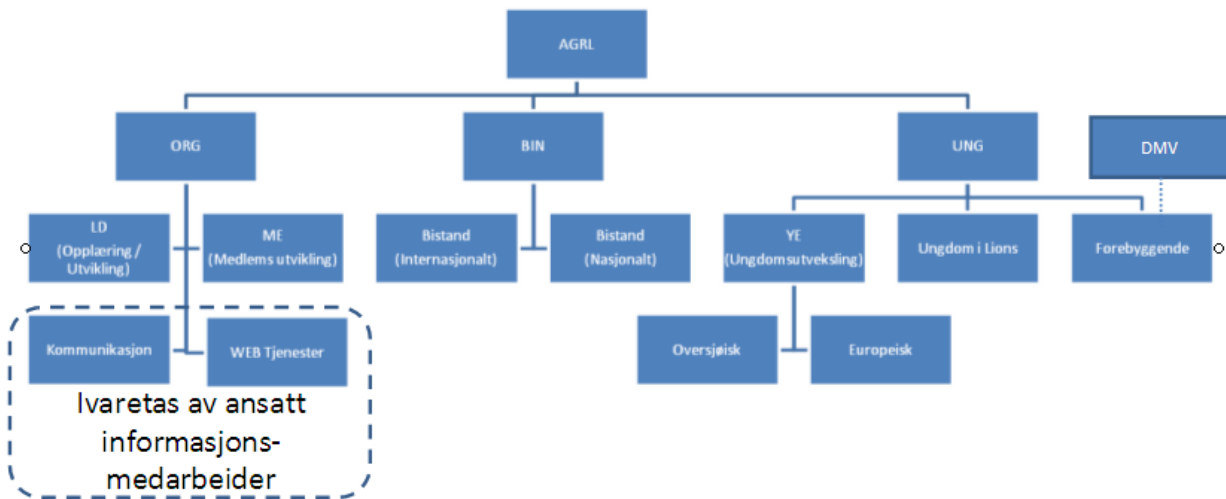 AGRL
ORG
BIN
UNG
DMV
LD
(Opplæring /
Utvikling)
ME
(Medlems utvikling)
Bistand
(Internasjonalt)
Bistand
(Nasjonalt)
YE
(Ungdomsutveksling)
Ungdom i Lions
Forebyggende
Kommunikasjon
WEB Tjenester
Oversjøisk
Europeisk
Ivaretas av ansatt
informasjons-
medarbeider